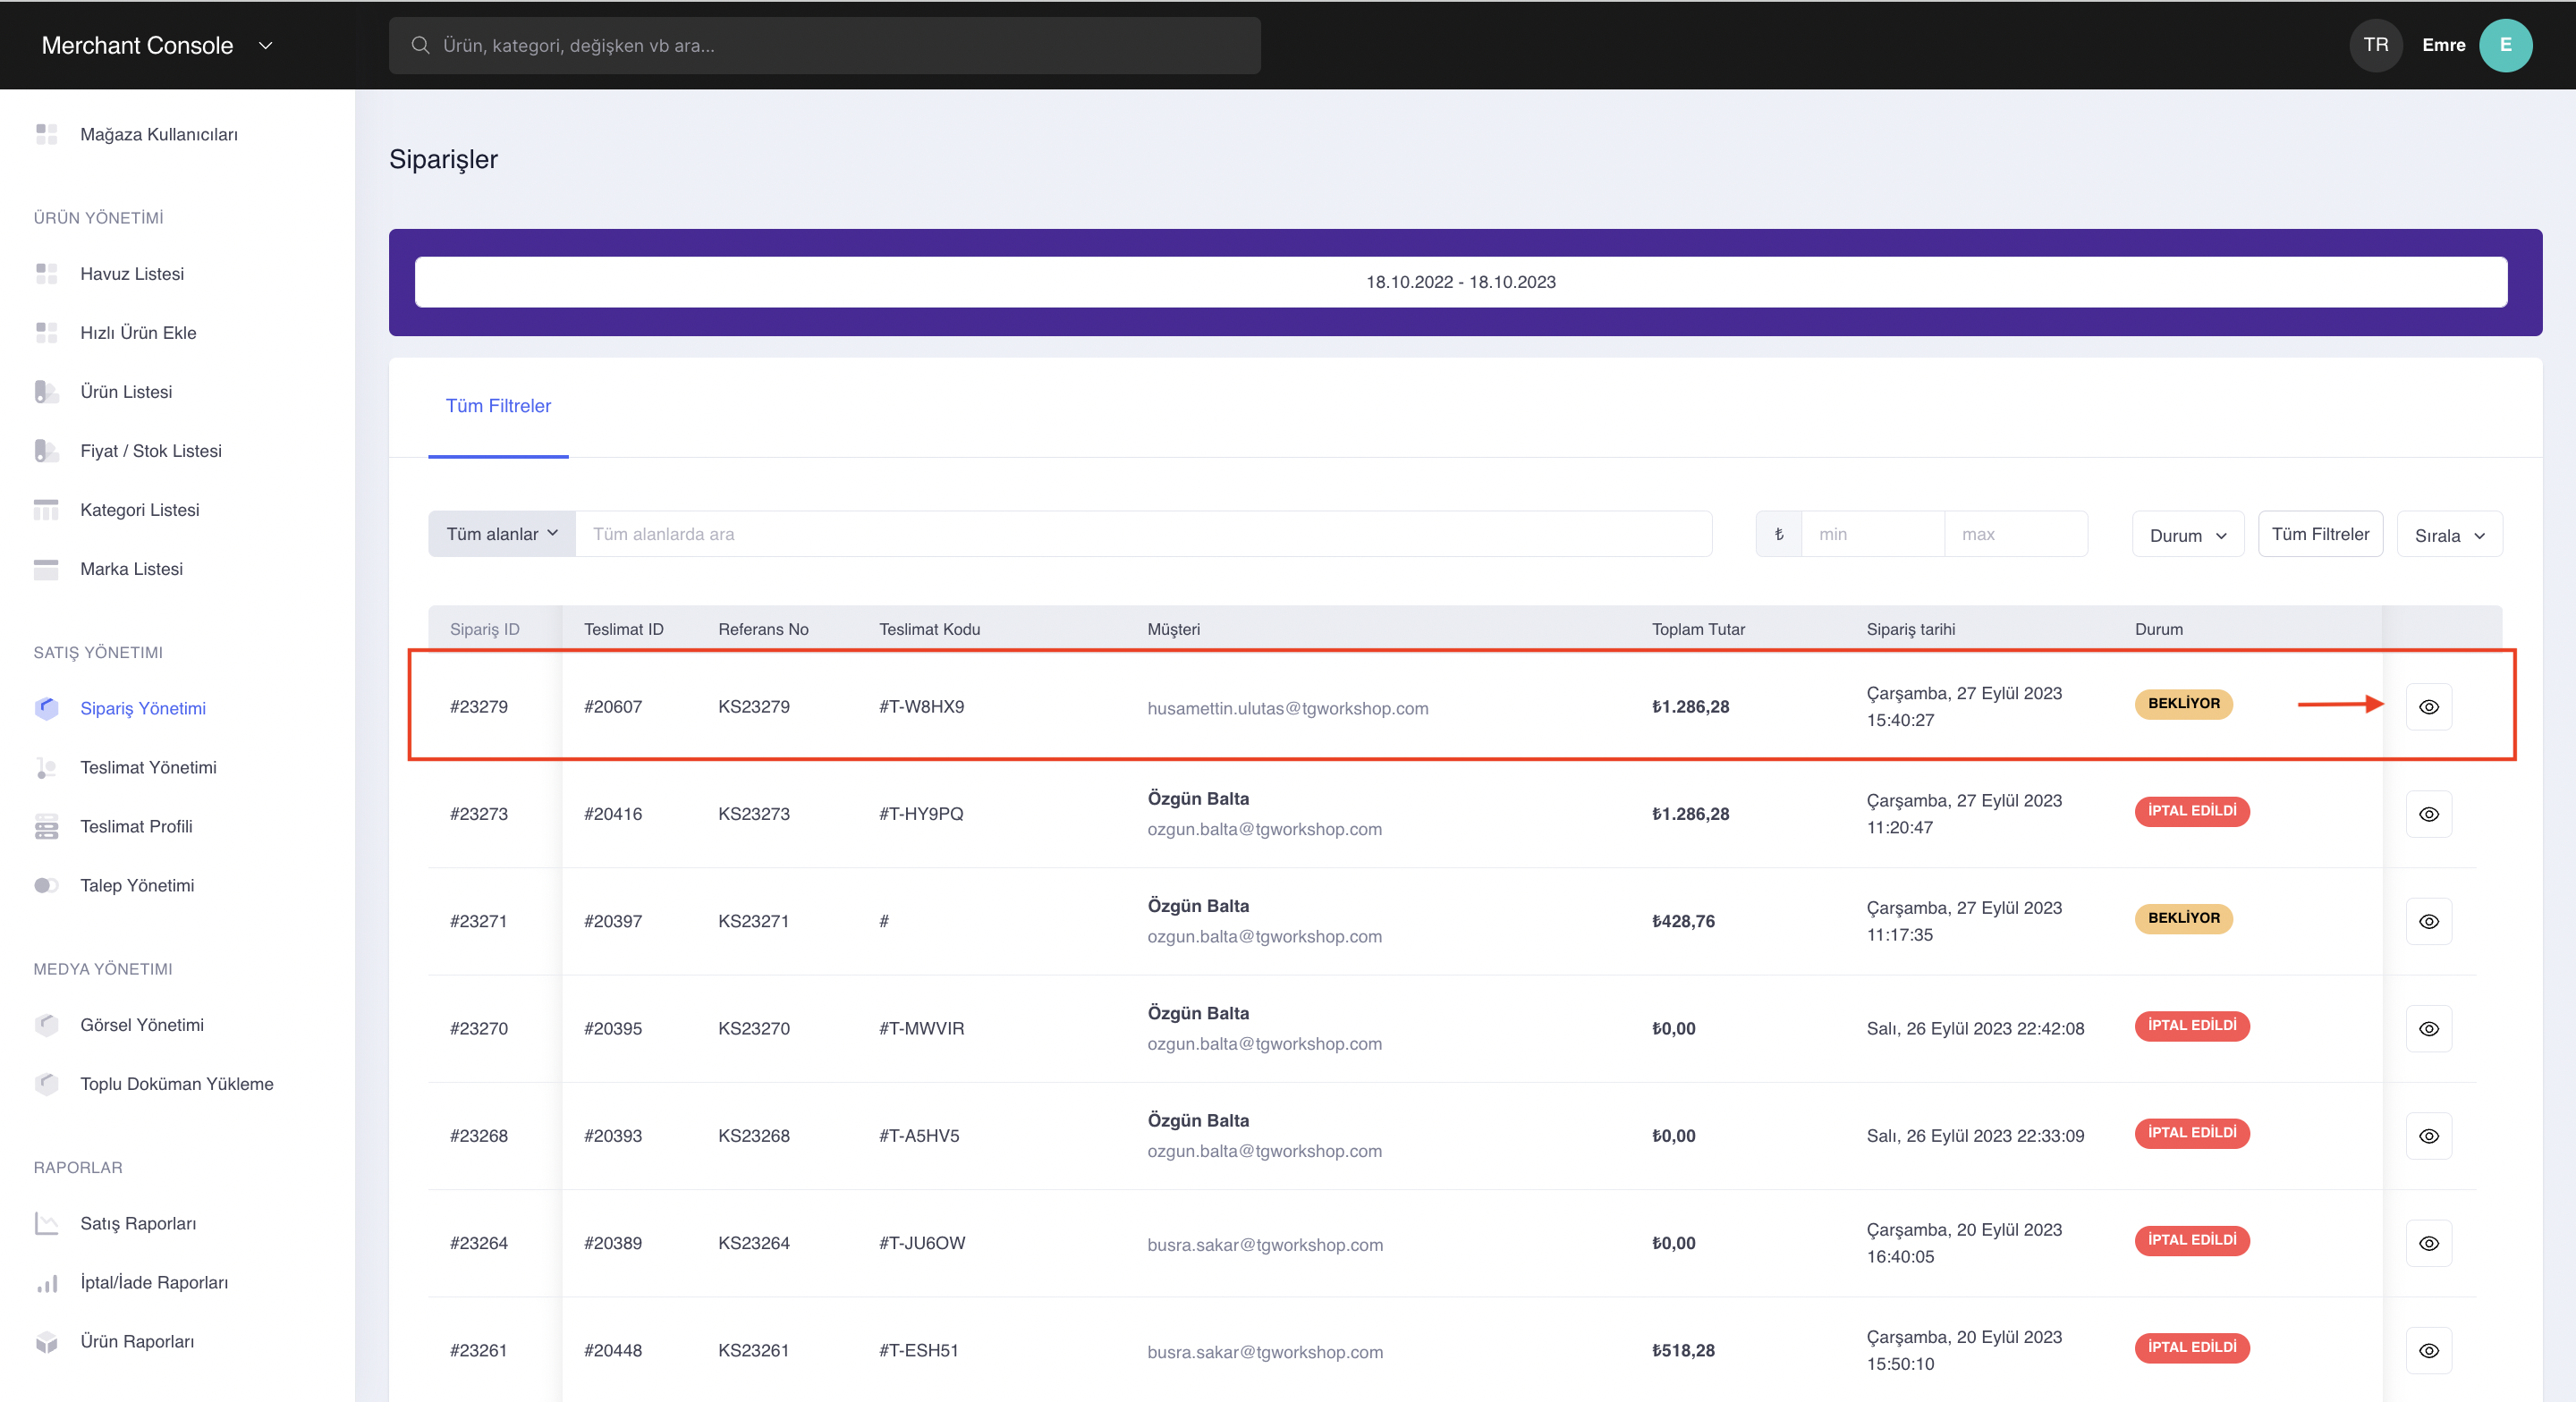 Merchant Console
Ürün, kategori, değişken vb ara...
TR
Emre
E
Mağaza Kullanıcıları
ÜRÜN YÖNETİMİ
Havuz Listesi
Hızlı Ürün Ekle
Ürün Listesi
Fiyat / Stok Listesi
Kategori Listesi
Marka Listesi
SATIŞ YÖNETIMI
Sipariş Yönetimi
Teslimat Yönetimi
Teslimat Profili
Talep Yönetimi
MEDYA YÖNETIMI
Görsel Yönetimi
Toplu Doküman Yükleme
RAPORLAR
Satış Raporları
İptal/İade Raporları
Ürün Raporları
Siparişler
18.10.2022 - 18.10.2023
Tüm Filtreler
Tüm alanlar
Tüm alanlarda ara
₺ min max
Durum
Tüm Filtreler
Sırala
Sipariş ID Teslimat ID Referans No Teslimat Kodu Müşteri Toplam Tutar Sipariş tarihi Durum
#23279 #20607 KS23279 #T-W8HX9 husamettin.ulutas@tgworkshop.com ₺1.286,28 Çarşamba, 27 Eylül 2023 BEKLİYOR
15:40:27
#23273 #20416 KS23273 #T-HY9PQ Özgün Balta ₺1.286,28 Çarşamba, 27 Eylül 2023 İPTAL EDİLDİ
ozgun.balta@tgworkshop.com 11:20:47
#23271 #20397 KS23271 # Özgün Balta ₺428,76 Çarşamba, 27 Eylül 2023 BEKLİYOR
ozgun.balta@tgworkshop.com 11:17:35
#23270 #20395 KS23270 #T-MWVIR Özgün Balta ₺0,00 Salı, 26 Eylül 2023 22:42:08 İPTAL EDİLDİ
ozgun.balta@tgworkshop.com
#23268 #20393 KS23268 #T-A5HV5 Özgün Balta ₺0,00 Salı, 26 Eylül 2023 22:33:09 İPTAL EDİLDİ
ozgun.balta@tgworkshop.com
#23264 #20389 KS23264 #T-JU6OW busra.sakar@tgworkshop.com ₺0,00 Çarşamba, 20 Eylül 2023 İPTAL EDİLDİ
16:40:05
#23261 #20448 KS23261 #T-ESH51 busra.sakar@tgworkshop.com ₺518,28 Çarşamba, 20 Eylül 2023 İPTAL EDİLDİ
15:50:10